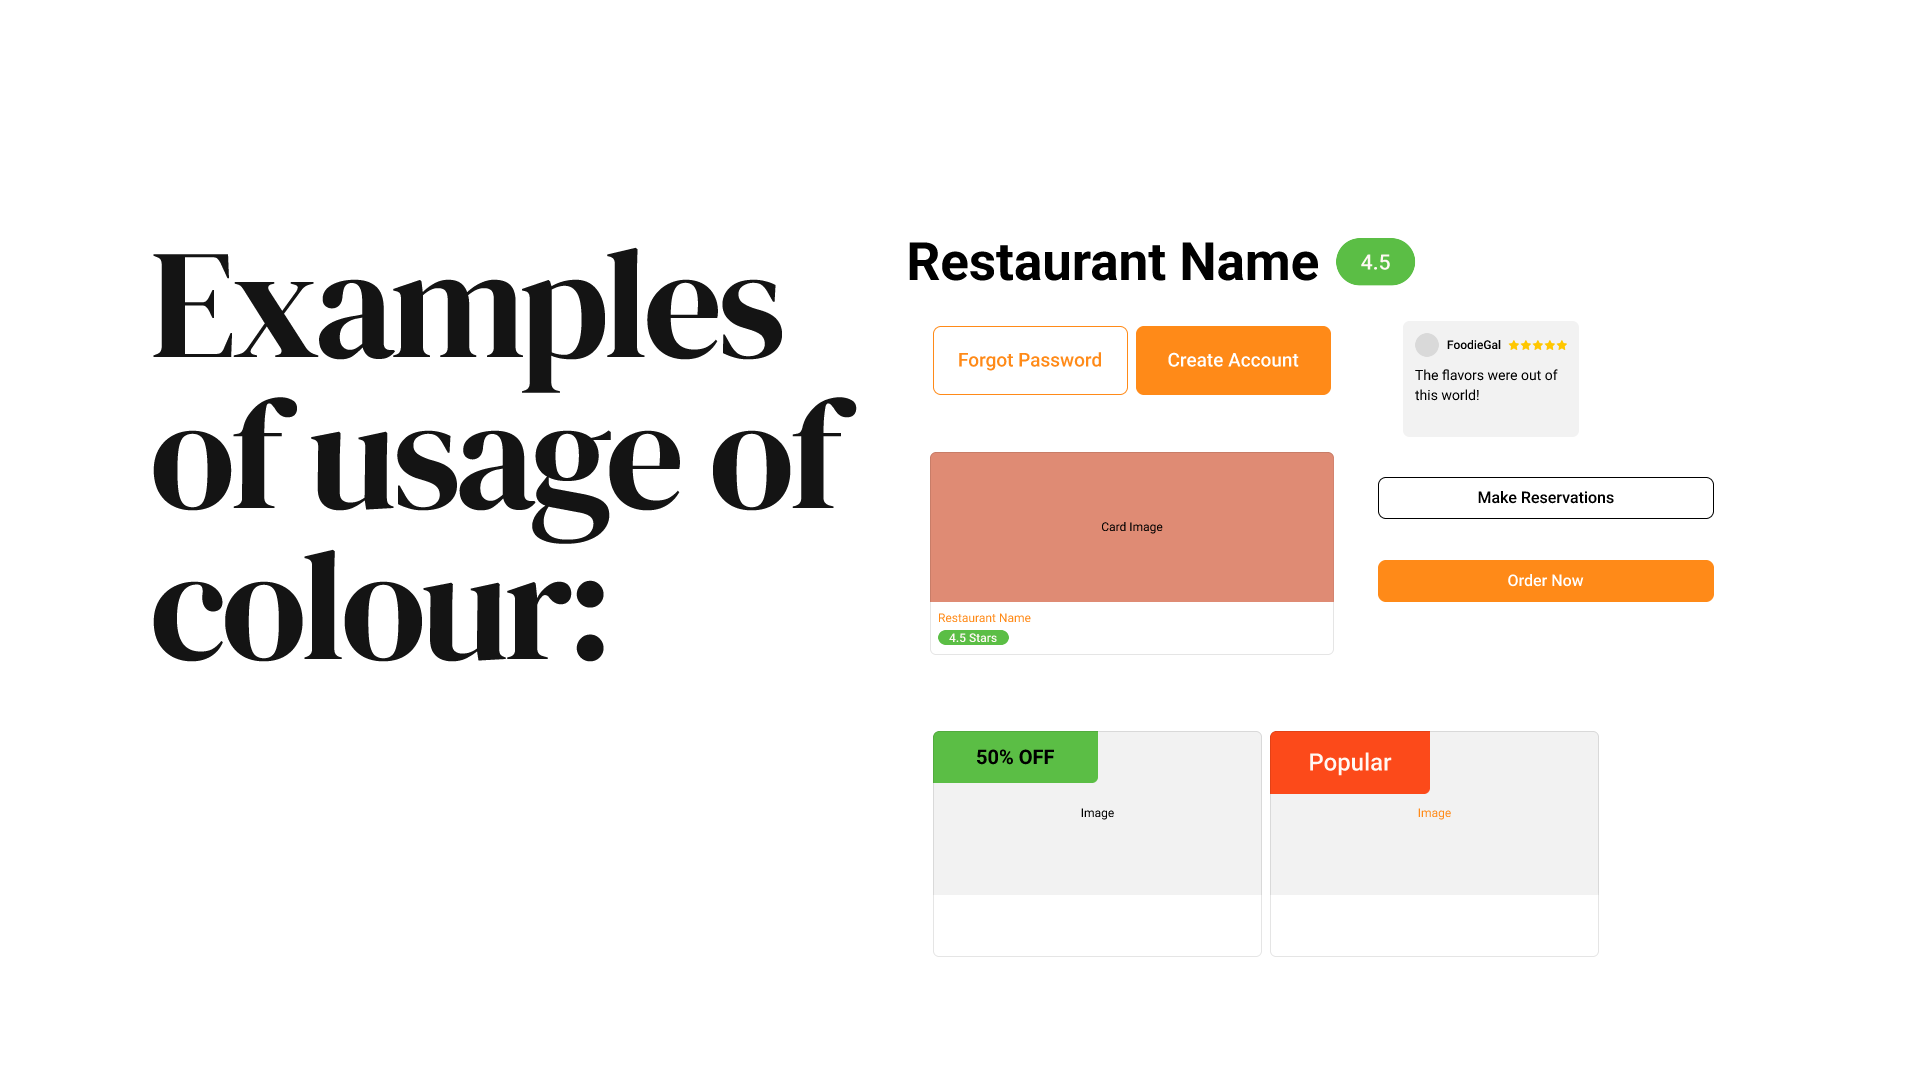 Examples
of usage of
colour:
Restaurant Name 4.5
Forgot Password Create Account
FoodieGal
The flavors were out of
this world!
Card Image
Restaurant Name
4.5 Stars
Make Reservations
Order Now
50% OFF
Image
Popular
Image